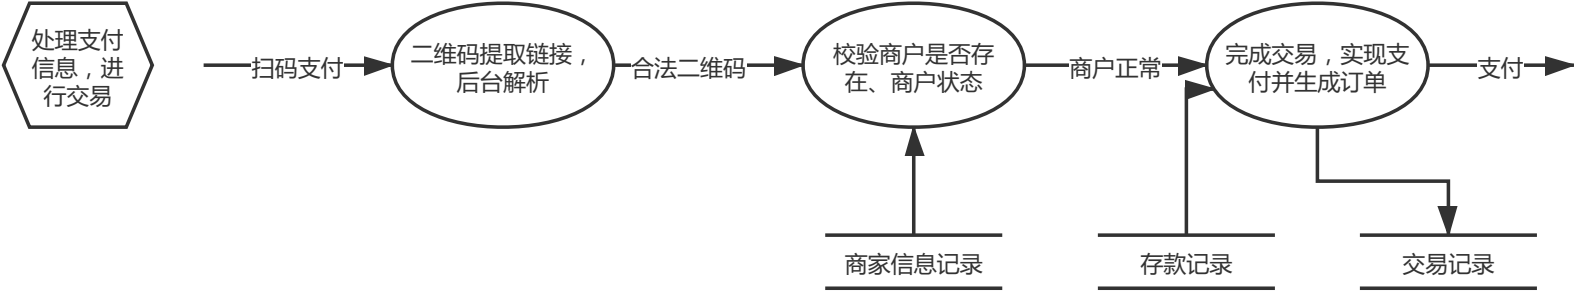 处理支付
信息，进
行交易
扫码支付
二维码提取链接，
后台解析
合法二维码
校验商户是否存
在、商户状态
商户正常
完成交易，实现支
付并生成订单
支付
商家信息记录
存款记录
交易记录